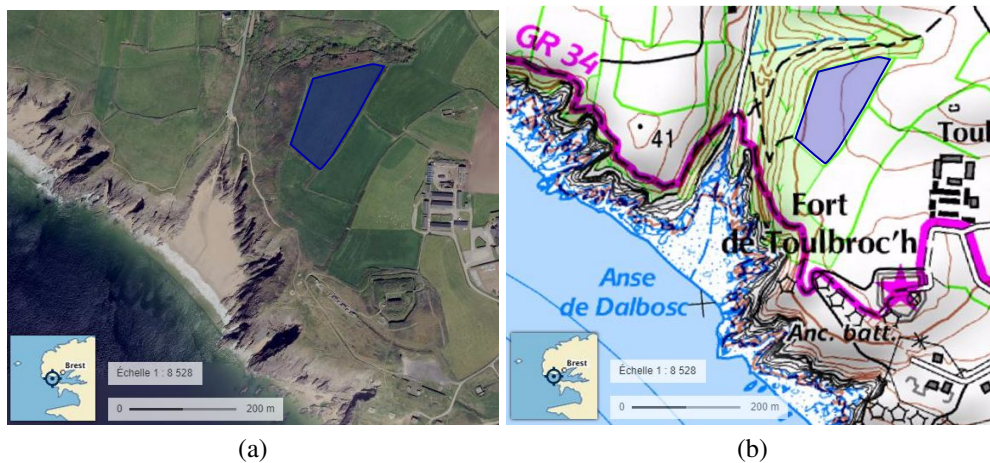 Brest
Échelle 1 : 8 528
0 200 m
(a)
GR 34
41
Toul
Fort
de Toulbroc'h
Anse
de Dalbosc
Anc. batt.
Brest
Échelle 1 : 8 528
0 200 m
(b)